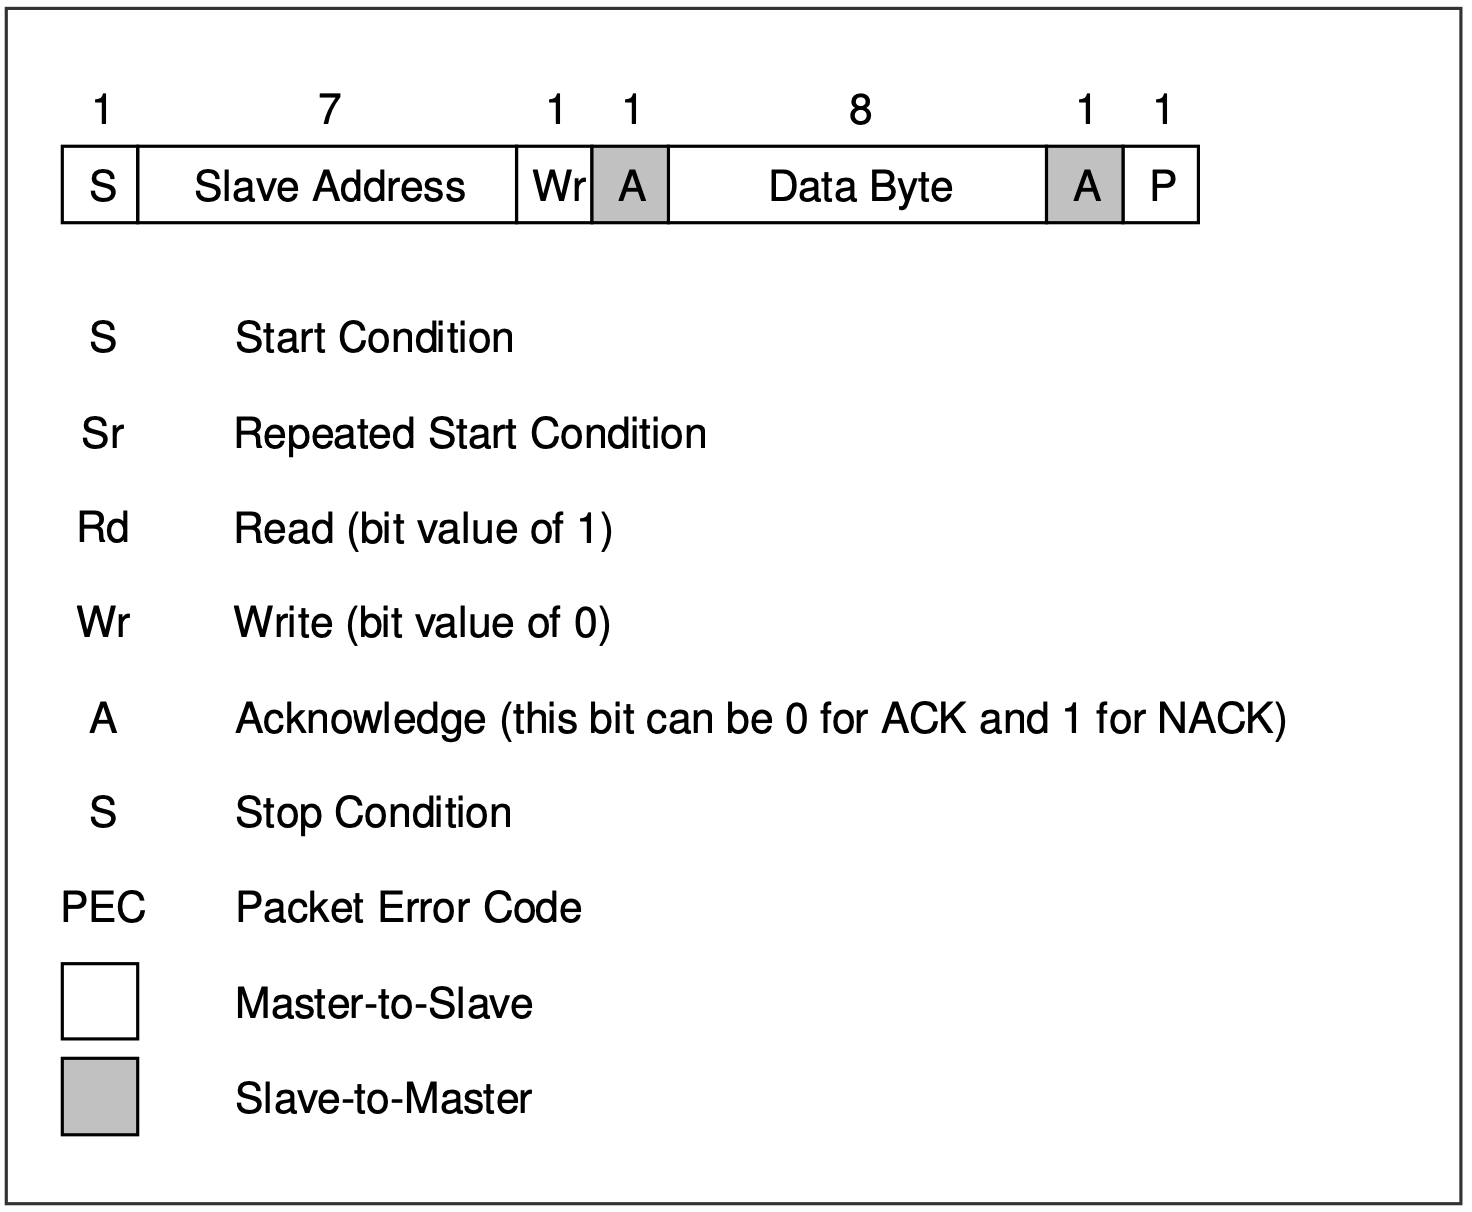 1 7 1 1 8 1 1
S Slave Address Wr A Data Byte A P
S Start Condition
Sr Repeated Start Condition
Rd Read (bit value of 1)
Wr Write (bit value of 0)
A Acknowledge (this bit can be 0 for ACK and 1 for NACK)
S Stop Condition
PEC Packet Error Code
Master-to-Slave
Slave-to-Master